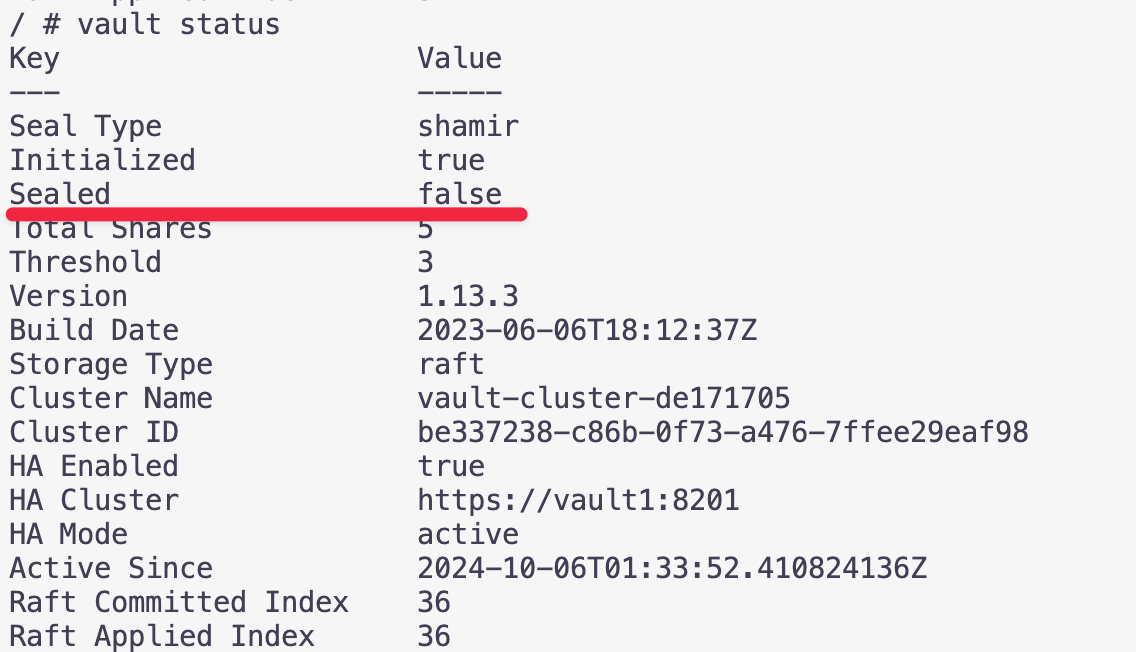 / # vault status
Key Value
--- -----
Seal Type shamir
Initialized true
Sealed false
Total Shares 5
Threshold 3
Version 1.13.3
Build Date 2023-06-06T18:12:37Z
Storage Type raft
Cluster Name vault-cluster-de171705
Cluster ID be337238-c86b-0f73-a476-7ffee29eaf98
HA Enabled true
HA Cluster https://vault1:8201
HA Mode active
Active Since 2024-10-06T01:33:52.410824136Z
Raft Committed Index 36
Raft Applied Index 36